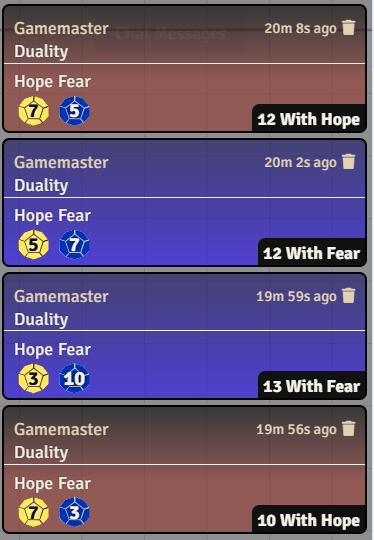 Chat Messages
Gamemaster 20m 8s ago
Duality
Hope Fear
7 5
12 With Hope
Gamemaster 20m 2s ago
Duality
Hope Fear
5 7
12 With Fear
Gamemaster 19m 59s ago
Duality
Hope Fear
3 10
13 With Fear
Gamemaster 19m 56s ago
Duality
Hope Fear
7 3
10 With Hope